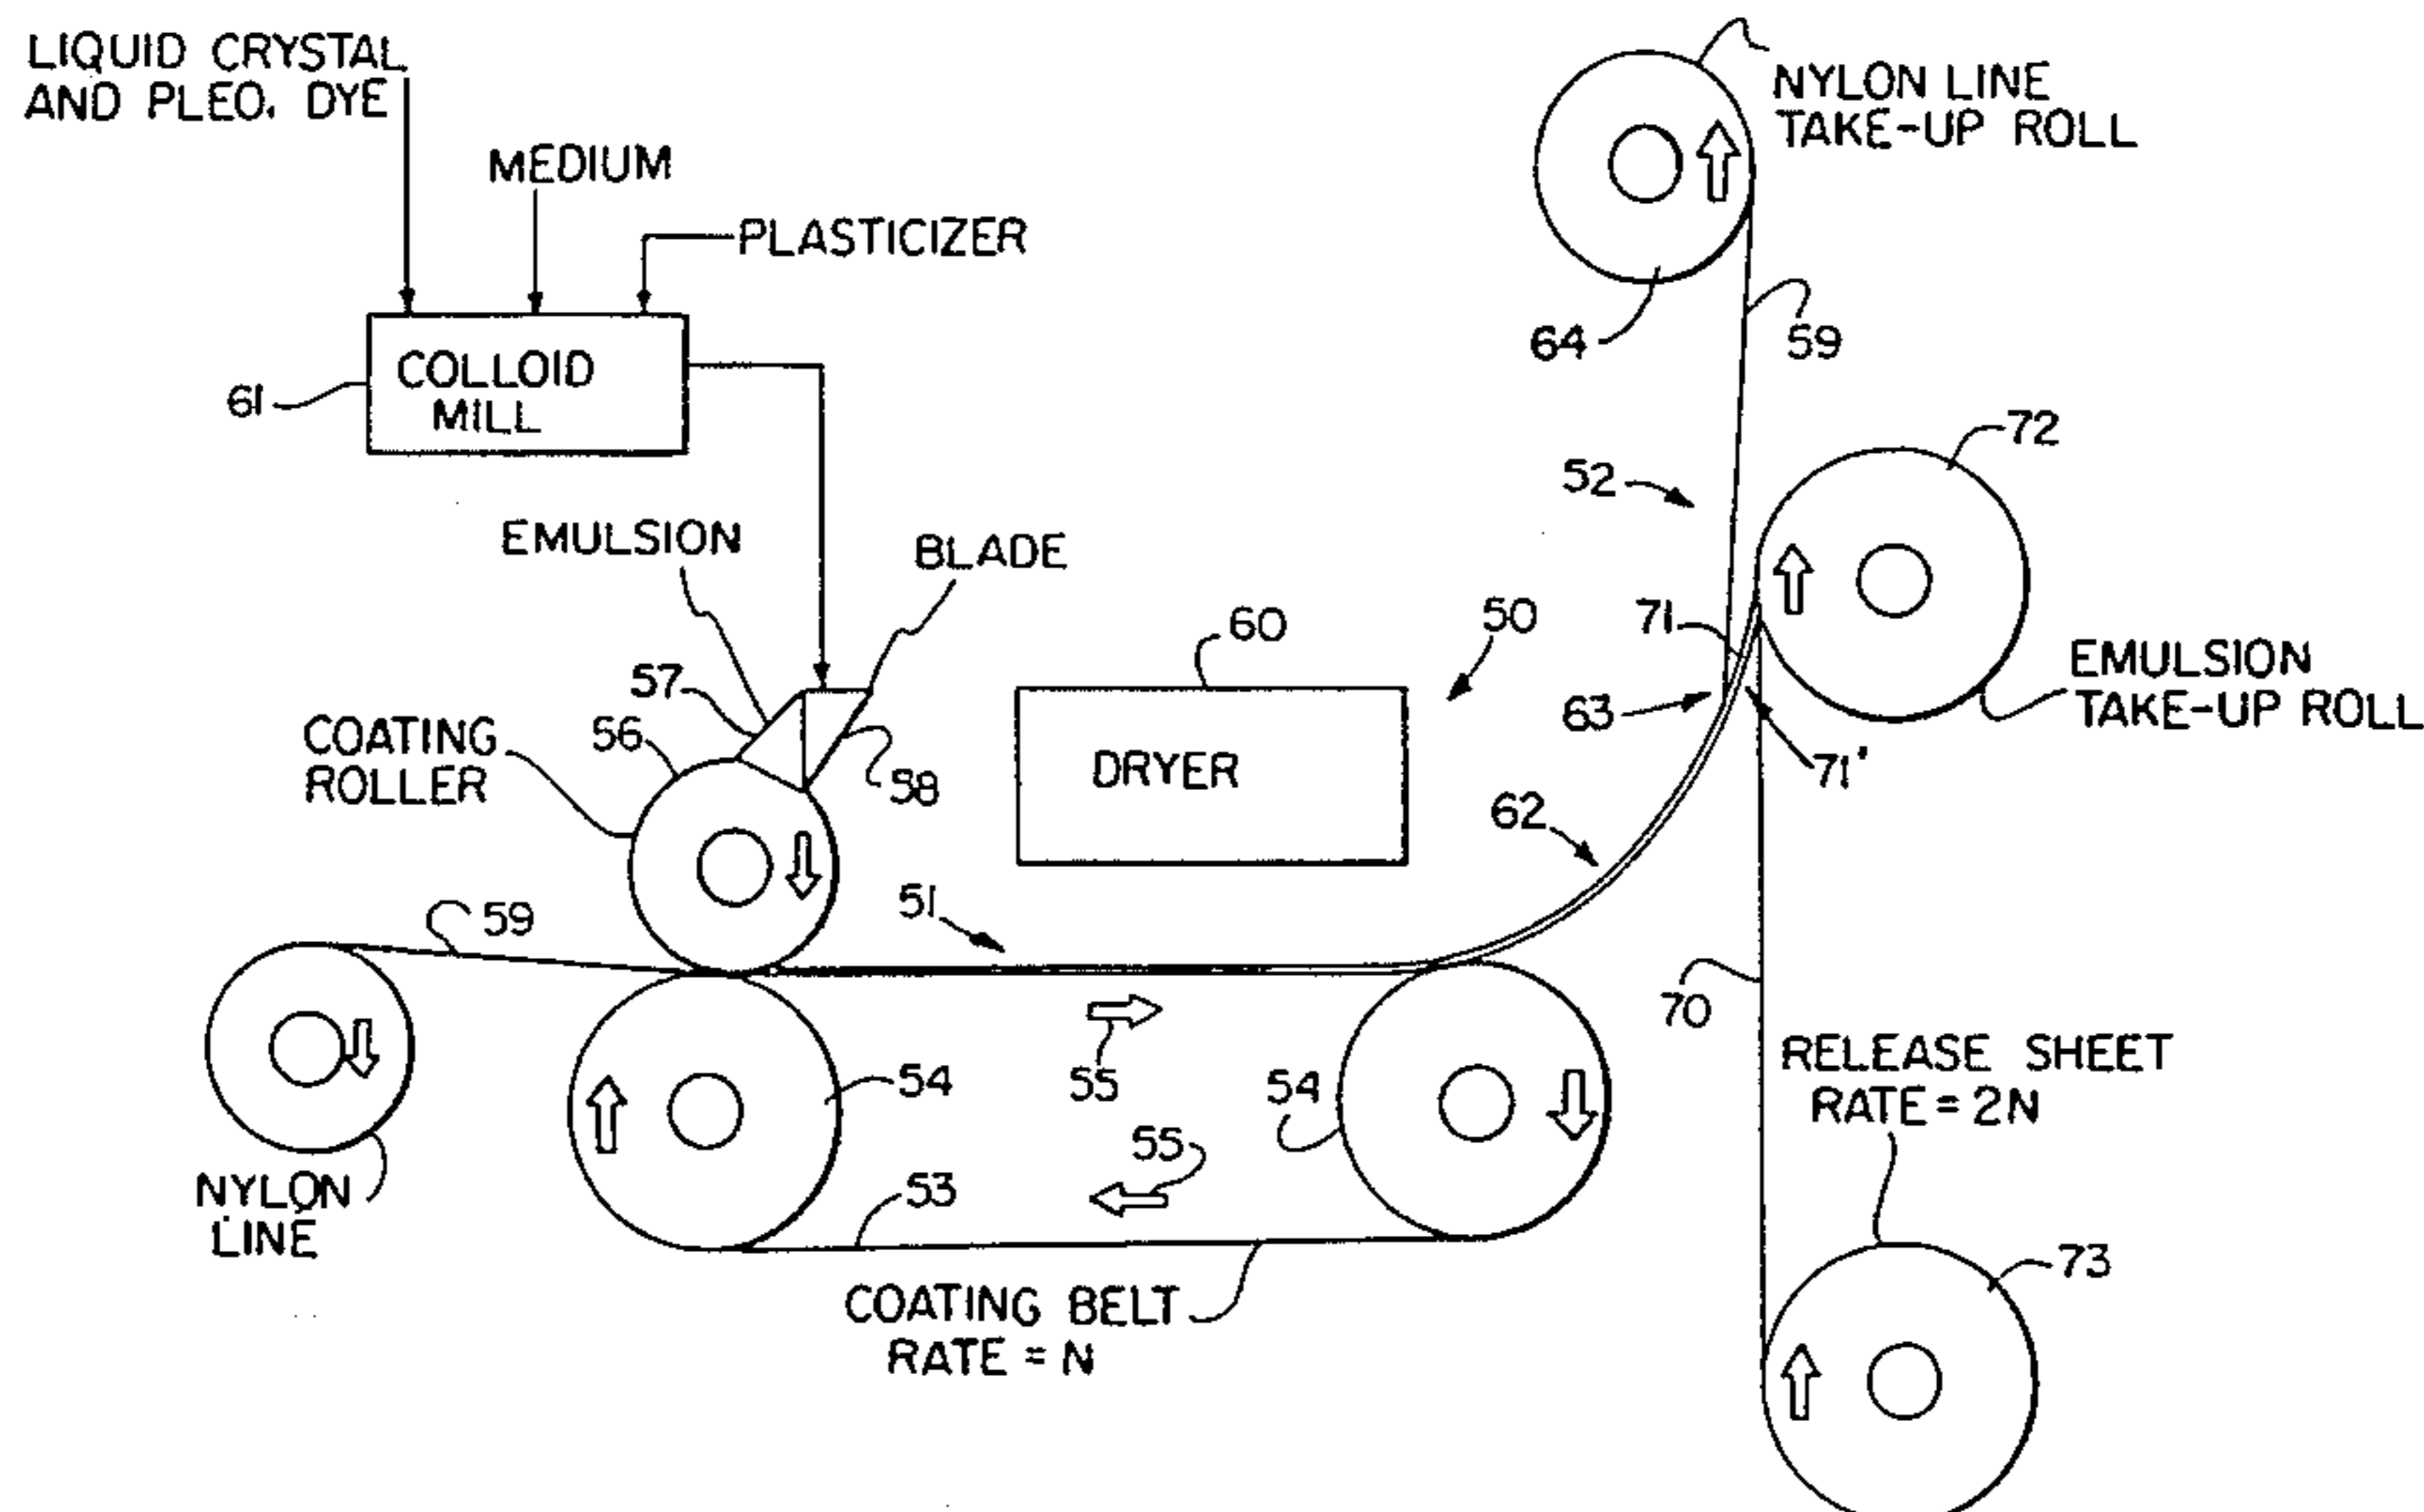 LIQUID CRYSTAL
AND PLEO. DYE
MEDIUM
PLASTICIZER
COLLOID
MILL
61
NYLON LINE
TAKE-UP ROLL
64
59
72
52
EMULSION
BLADE
60
50
71
63
71'
EMULSION
TAKE-UP ROLL
57
56
COATING
ROLLER
58
DRYER
62
51
59
70
55
54
54
55
53
NYLON
LINE
RELEASE SHEET
RATE = 2N
73
COATING BELT
RATE = N